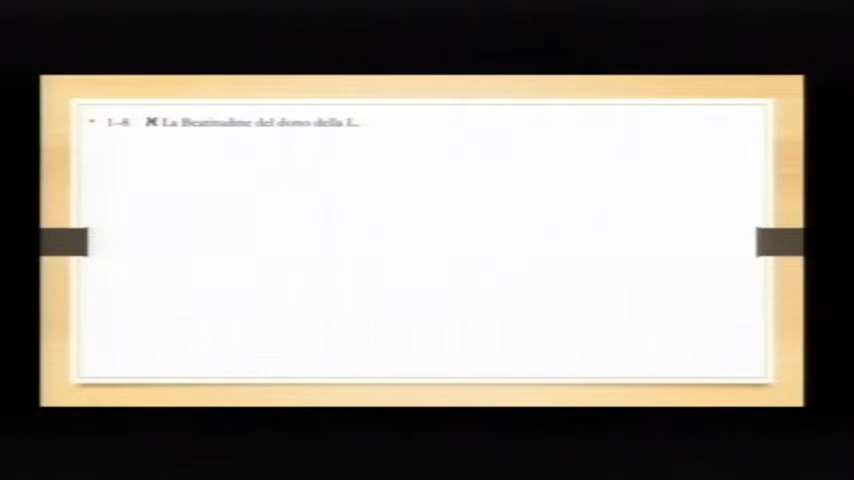 • 1–8 א La Beatitudine del dono della L.